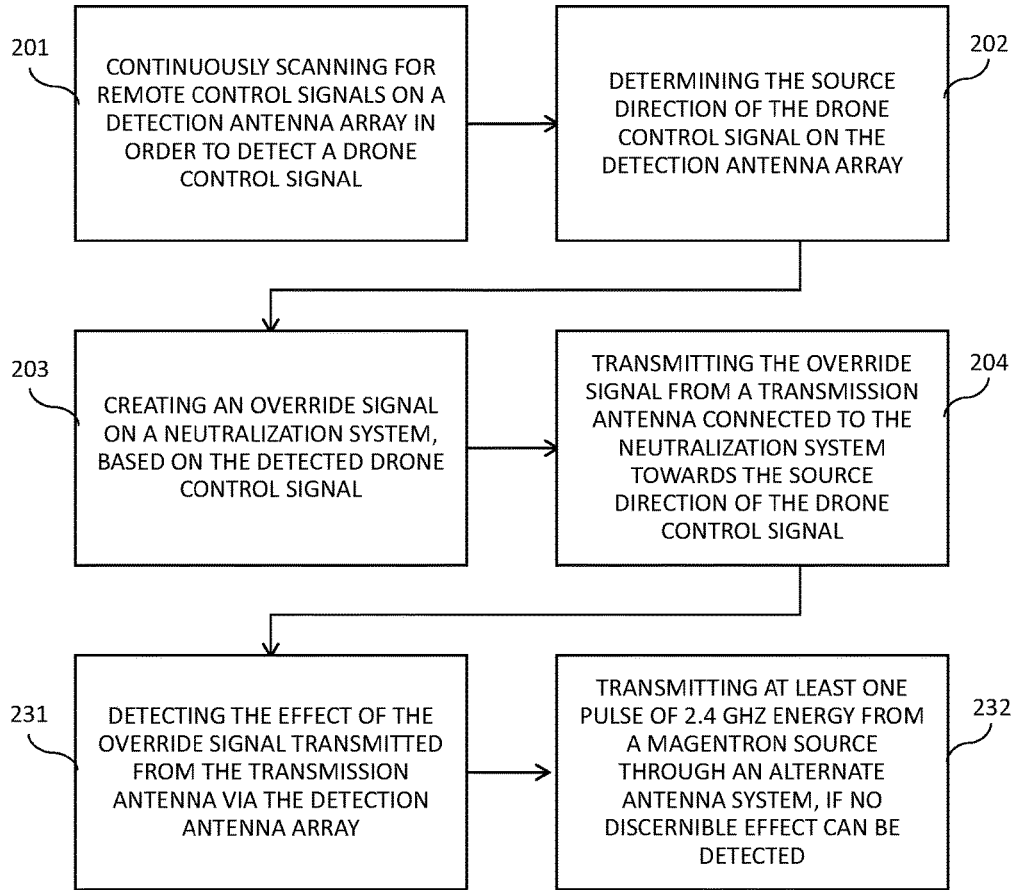 201
CONTINUOUSLY SCANNING FOR
REMOTE CONTROL SIGNALS ON A
DETECTION ANTENNA ARRAY IN
ORDER TO DETECT A DRONE
CONTROL SIGNAL
202
DETERMINING THE SOURCE
DIRECTION OF THE DRONE
CONTROL SIGNAL ON THE
DETECTION ANTENNA ARRAY
203
CREATING AN OVERRIDE SIGNAL
ON A NEUTRALIZATION SYSTEM,
BASED ON THE DETECTED DRONE
CONTROL SIGNAL
204
TRANSMITTING THE OVERRIDE
SIGNAL FROM A TRANSMISSION
ANTENNA CONNECTED TO THE
NEUTRALIZATION SYSTEM
TOWARDS THE SOURCE
DIRECTION OF THE DRONE
CONTROL SIGNAL
231
DETECTING THE EFFECT OF THE
OVERRIDE SIGNAL TRANSMITTED
FROM THE TRANSMISSION
ANTENNA VIA THE DETECTION
ANTENNA ARRAY
232
TRANSMITTING AT LEAST ONE
PULSE OF 2.4 GHZ ENERGY FROM
A MAGENTRON SOURCE
THROUGH AN ALTERNATE
ANTENNA SYSTEM, IF NO
DISCERNIBLE EFFECT CAN BE
DETECTED